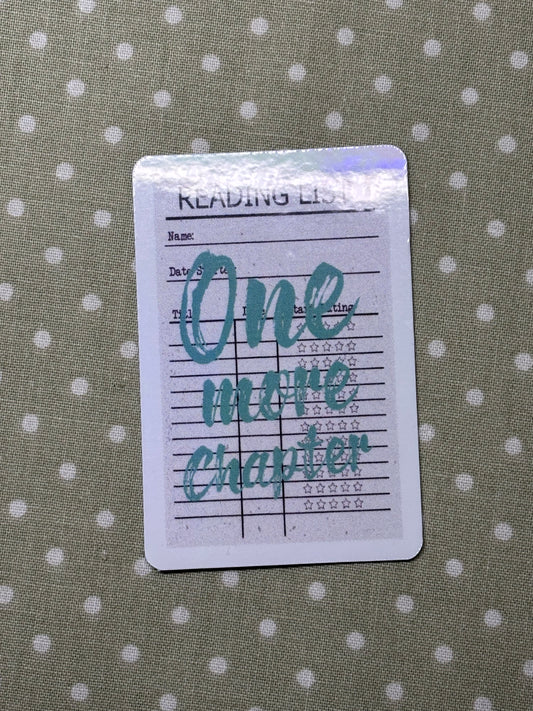 READING LIST
Name:
Date Started
One
more
chapter